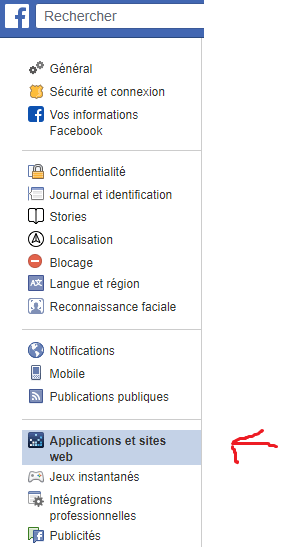 Rechercher
Général
Sécurité et connexion
Vos informations
Facebook
Confidentialité
Journal et identification
Stories
Localisation
Blocage
Langue et région
Reconnaissance faciale
Notifications
Mobile
Publications publiques
Applications et sites
web
Jeux instantanés
Intégrations
professionnelles
Publicités